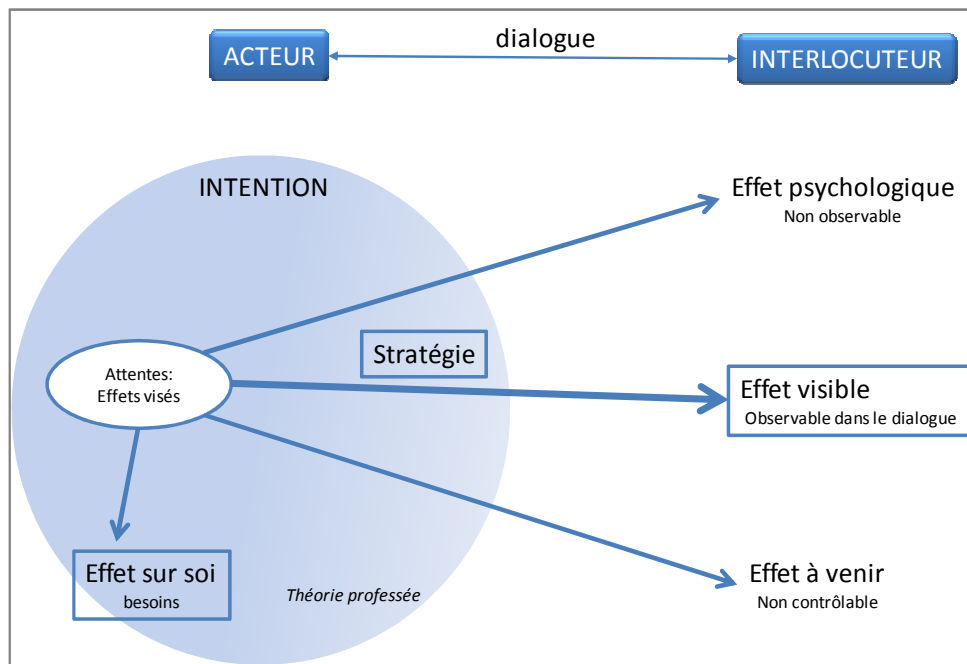 dialogue
ACTEUR
INTERLOCUTEUR
INTENTION
Effet psychologique
Non observable
Stratégie
Attentes:
Effets visés
Effet visible
Observable dans le dialogue
Effet sur soi
besoins
Théorie professée
Effet à venir
Non contrôlable